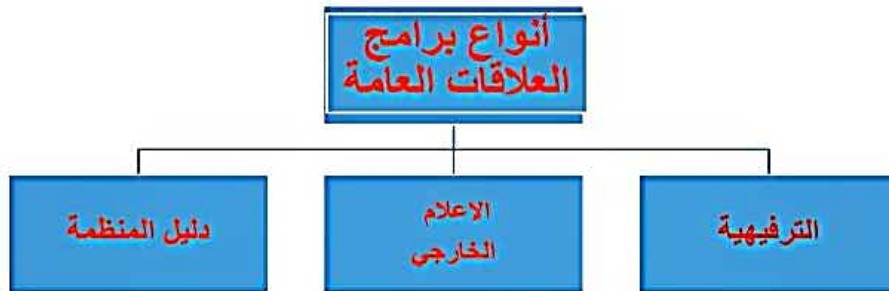 أنواع برامج
العلاقات العامة
الترفيهية
الاعلام
الخارجي
دليل المنظمة